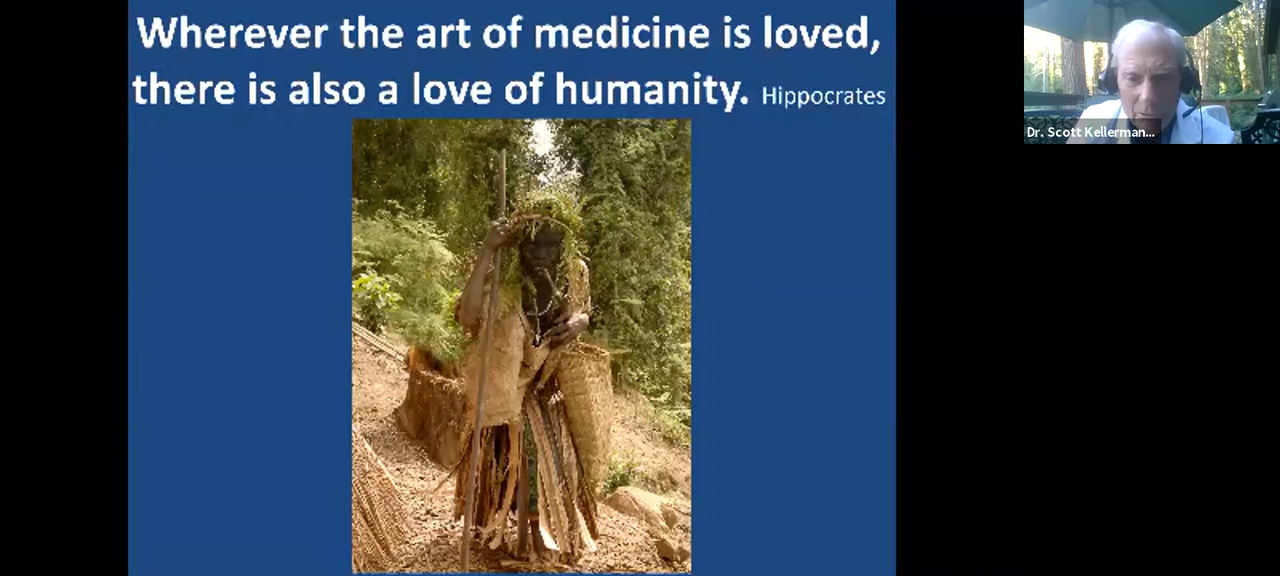 Wherever the art of medicine is loved,
there is also a love of humanity. Hippocrates
Dr. Scott Kellerman...